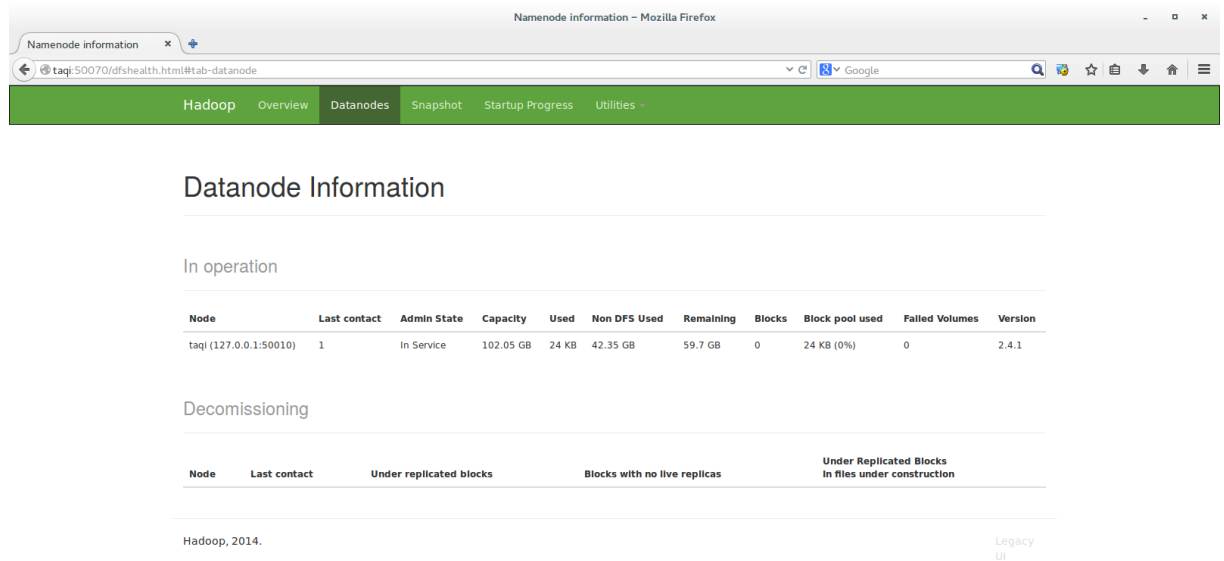 Namenode information - Mozilla Firefox
Namenode information
taqi:50070/dfshealth.html#tab-datanode
Google
Hadoop Overview Datanodes Snapshot Startup Progress Utilities
Datanode Information
In operation
Node Last contact Admin State Capacity Used Non DFS Used Remaining Blocks Block pool used Failed Volumes Version
taqi (127.0.0.1:50010) 1 In Service 102.05 GB 24 KB 42.35 GB 59.7 GB 0 24 KB (0%) 0 2.4.1
Decomissioning
Node Last contact Under replicated blocks Blocks with no live replicas Under Replicated Blocks
In files under construction
Hadoop, 2014.
Legacy
UI